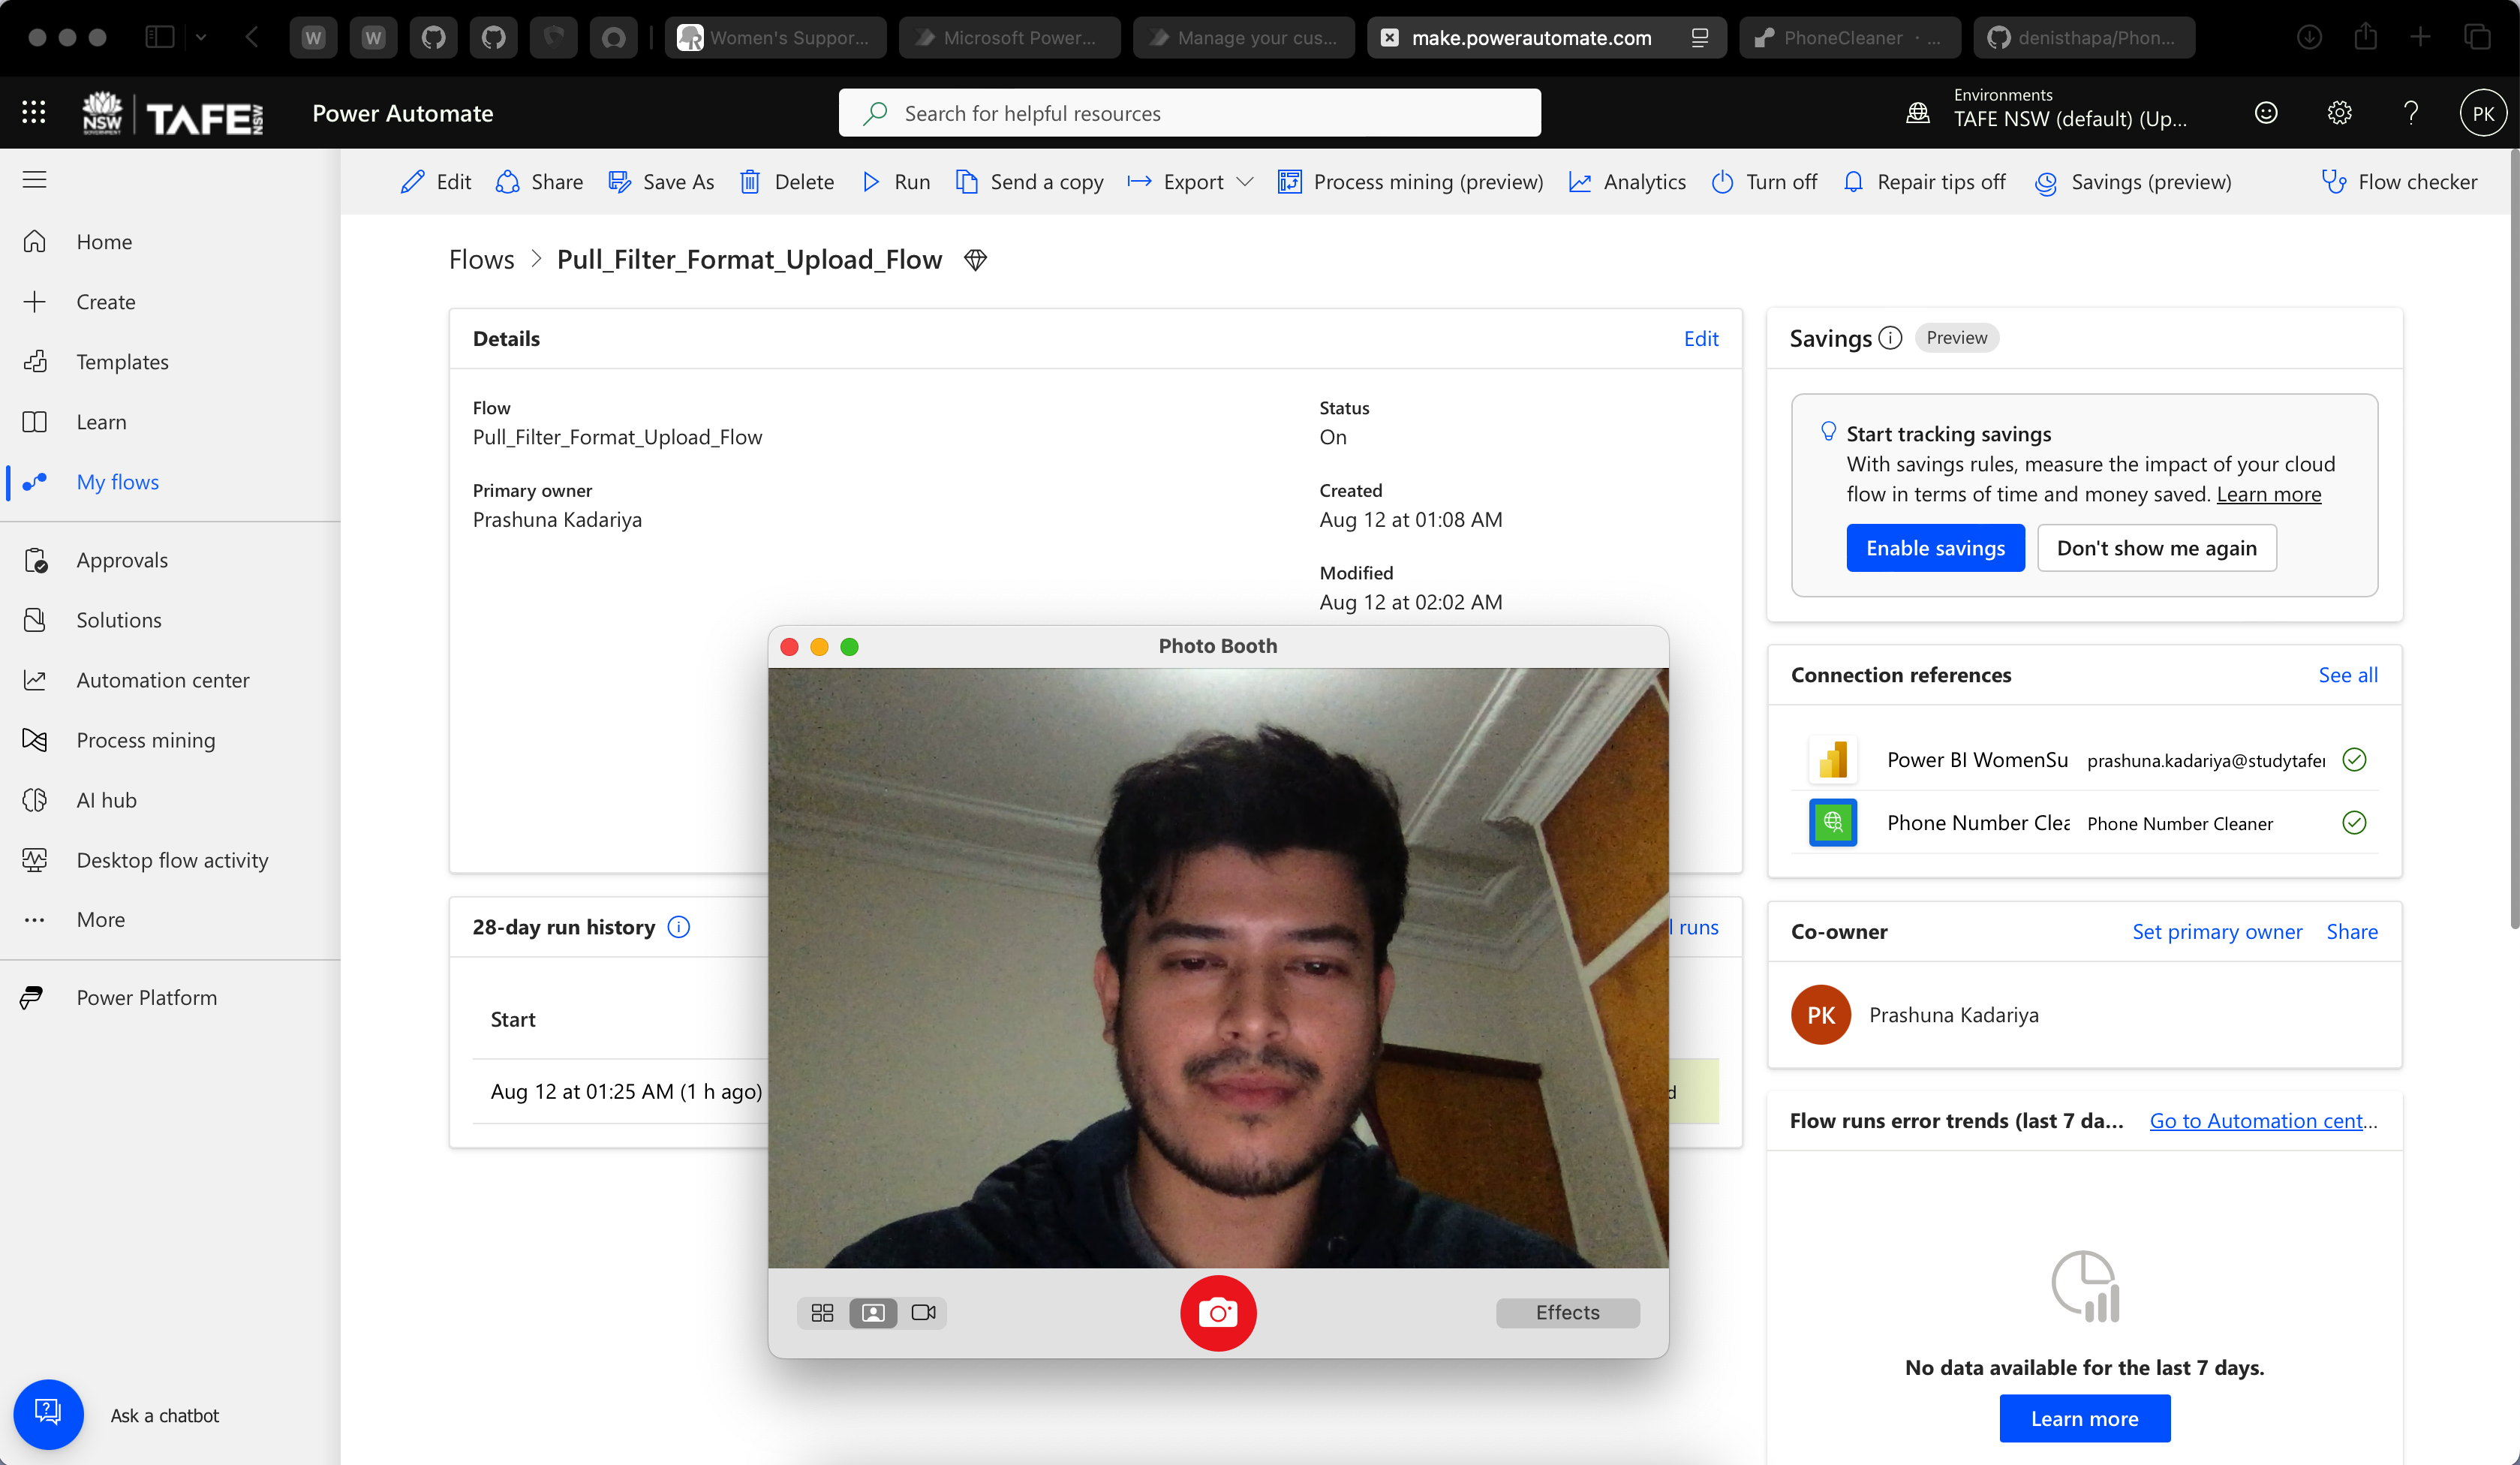 W
W
Women's Suppor...
Microsoft Power...
Manage your cus...
make.powerautomate.com
PhoneCleaner · ...
denisthapa/Phon...
NSW
GOVERNMENT
TAFE NSW
Power Automate
Search for helpful resources
Environments
TAFE NSW (default) (Up...
PK
Edit
Share
Save As
Delete
Run
Send a copy
Export
Process mining (preview)
Analytics
Turn off
Repair tips off
Savings (preview)
Flow checker
Home
Create
Templates
Learn
My flows
Approvals
Solutions
Automation center
Process mining
AI hub
Desktop flow activity
More
Power Platform
Ask a chatbot
Flows > Pull_Filter_Format_Upload_Flow
Details
Edit
Flow
Pull_Filter_Format_Upload_Flow
Primary owner
Prashuna Kadariya
Status
On
Created
Aug 12 at 01:08 AM
Modified
Aug 12 at 02:02 AM
28-day run history
l runs
Start
Aug 12 at 01:25 AM (1 h ago)
d
Photo Booth
Effects
Savings
Preview
Start tracking savings
With savings rules, measure the impact of your cloud
flow in terms of time and money saved. Learn more
Enable savings
Don't show me again
Connection references
See all
Power BI WomenSu
prashuna.kadariya@studytafe
Phone Number Clea
Phone Number Cleaner
Co-owner
Set primary owner
Share
PK
Prashuna Kadariya
Flow runs error trends (last 7 da...
Go to Automation cent...
No data available for the last 7 days.
Learn more